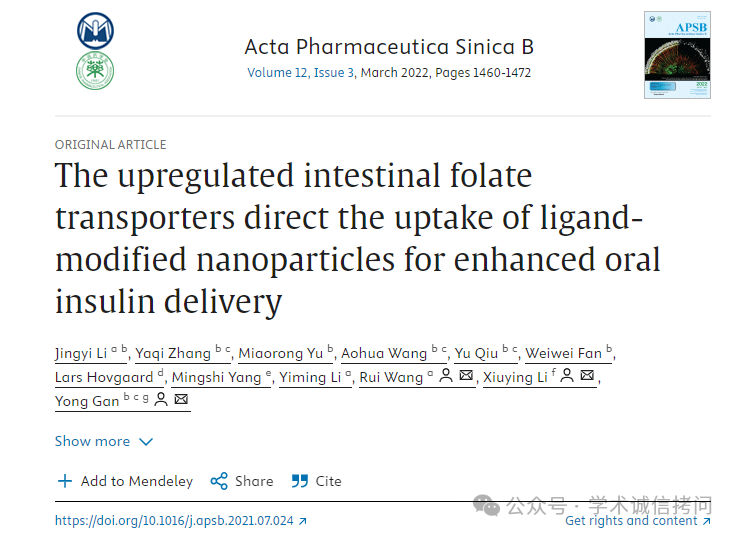 Acta Pharmaceutica Sinica B
Volume 12, Issue 3, March 2022, Pages 1460-1472
APSB
2022
ORIGINAL ARTICLE
The upregulated intestinal folate
transporters direct the uptake of ligand-
modified nanoparticles for enhanced oral
insulin delivery
Jingyi Li a b, Yaqi Zhang b c, Miaorong Yu b, Aohua Wang b c, Yu Qiu b c, Weiwei Fan b,
Lars Hovgaard d, Mingshi Yang e, Yiming Li a, Rui Wang a, Xiuying Li f,
Yong Gan b c g
Show more
Add to Mendeley Share Cite
公众号 · 学术诚信拷问
https://doi.org/10.1016/j.apsb.2021.07.024 Get rights and content